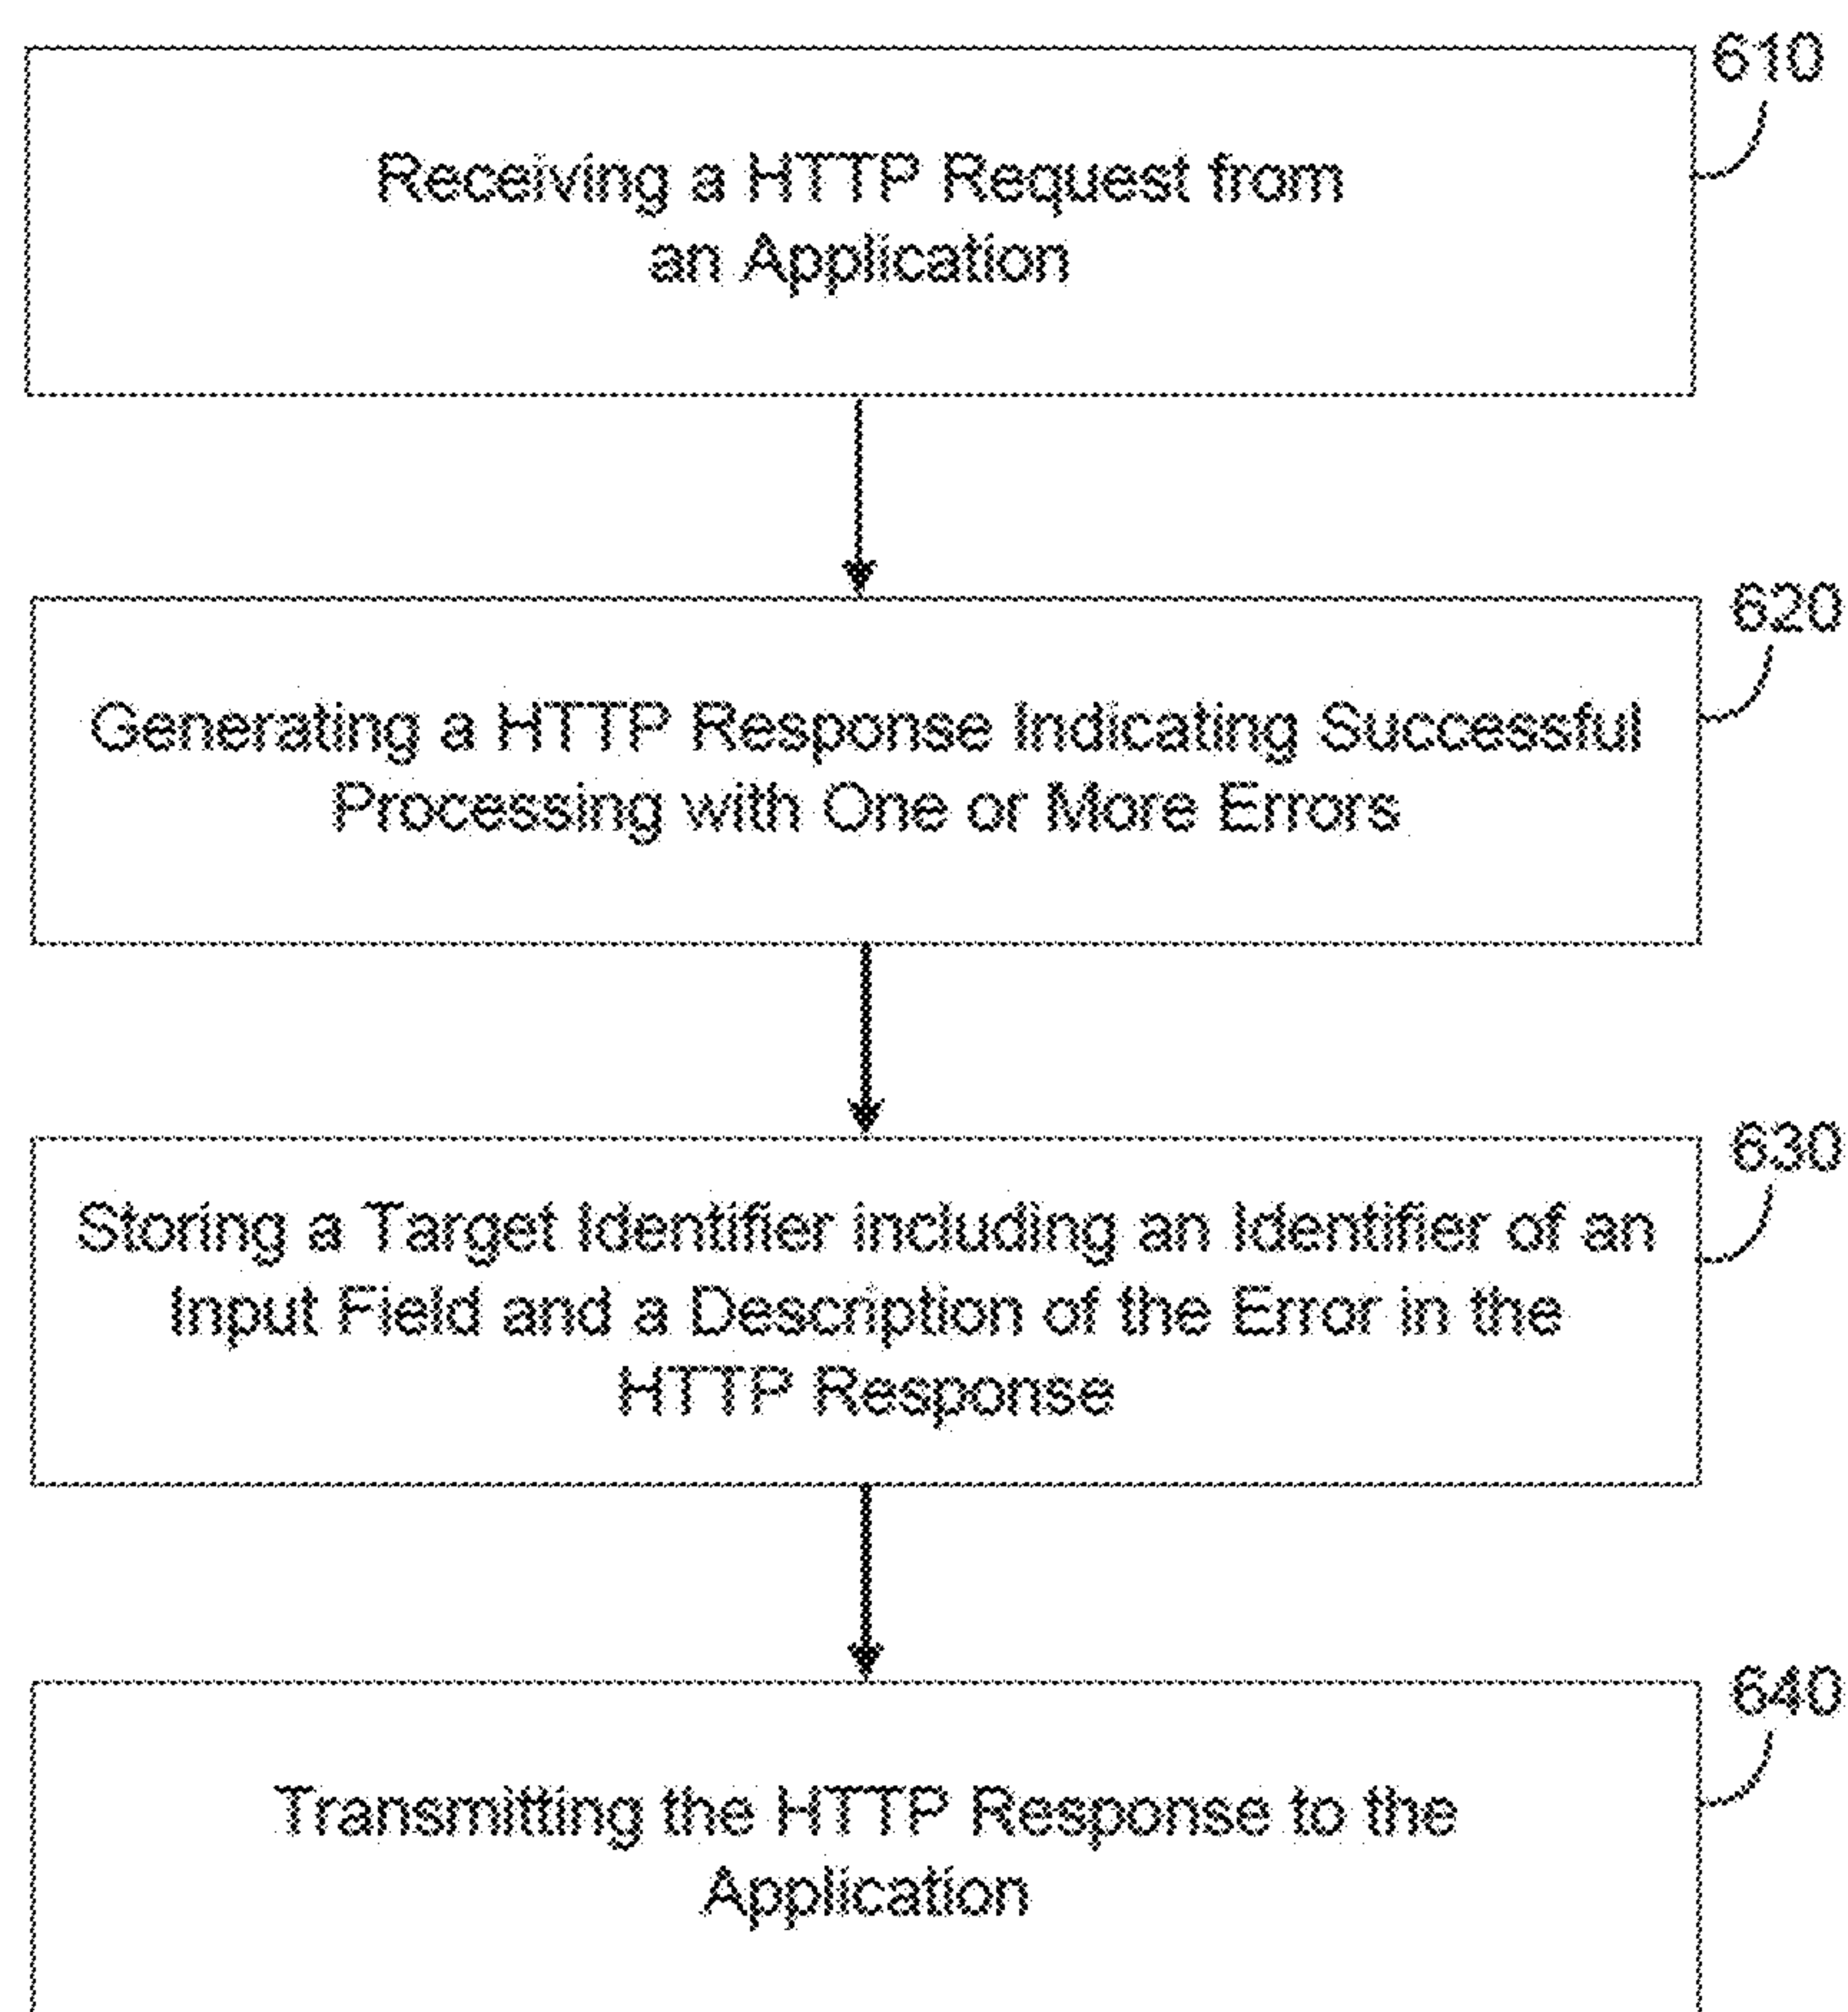 610
Receiving a HTTP Request from
an Application
620
Generating a HTTP Response Indicating Successful
Processing with One or More Errors
630
Storing a Target Identifier including an Identifier of an
Input Field and a Description of the Error in the
HTTP Response
640
Transmitting the HTTP Response to the
Application